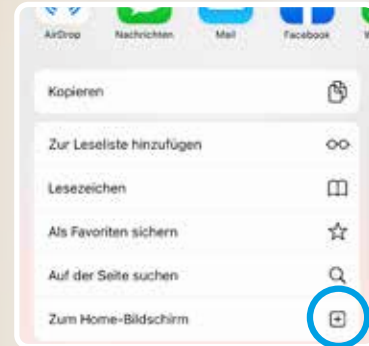 AirDrop Nachrichten Mail Facebook
Kopieren
Zur Leseliste hinzufügen
Lesezeichen
Als Favoriten sichern
Auf der Seite suchen
Zum Home-Bildschirm